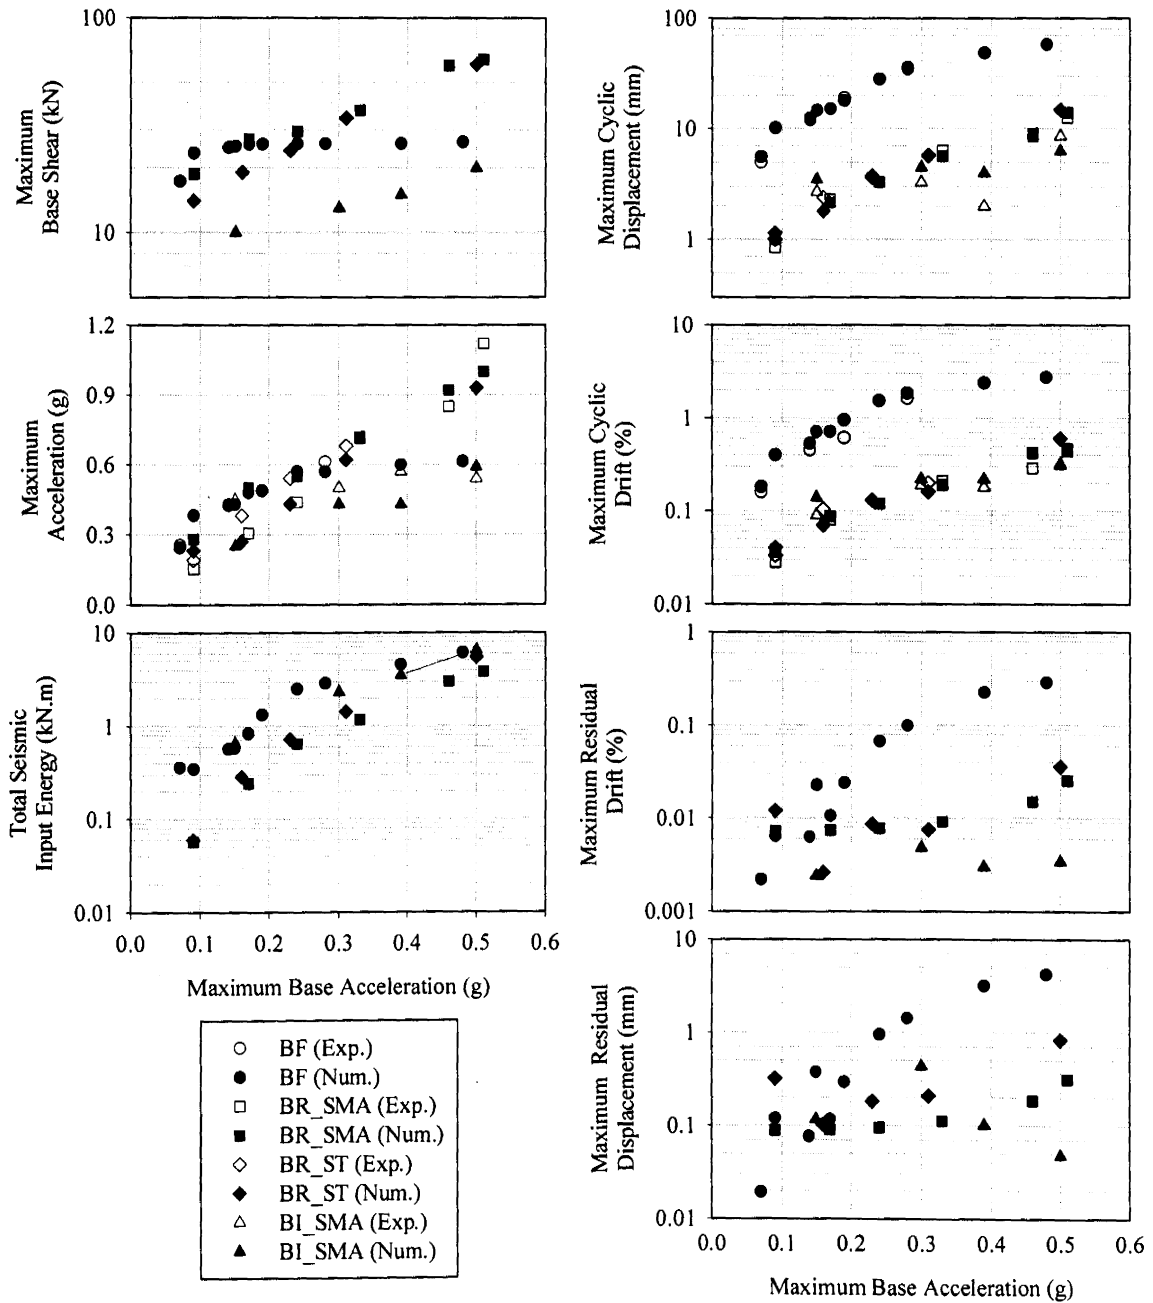 100
10
Maximum
Base Shear (kN)
1.2
0.9
0.6
0.3
0.0
Maximum
Acceleration (g)
10
1
0.1
0.01
Total Seismic
Input Energy (kN.m)
0.0 0.1 0.2 0.3 0.4 0.5 0.6
Maximum Base Acceleration (g)
BF (Exp.)
BF (Num.)
BR_SMA (Exp.)
BR_SMA (Num.)
BR_ST (Exp.)
BR_ST (Num.)
BI_SMA (Exp.)
BI_SMA (Num.)
100
10
1
Maximum Cyclic
Displacement (mm)
10
1
0.1
0.01
Maximum Cyclic
Drift (%)
1
0.1
0.01
0.001
Maximum Residual
Drift (%)
10
1
0.1
0.01
Maximum Residual
Displacement (mm)
0.0 0.1 0.2 0.3 0.4 0.5 0.6
Maximum Base Acceleration (g)